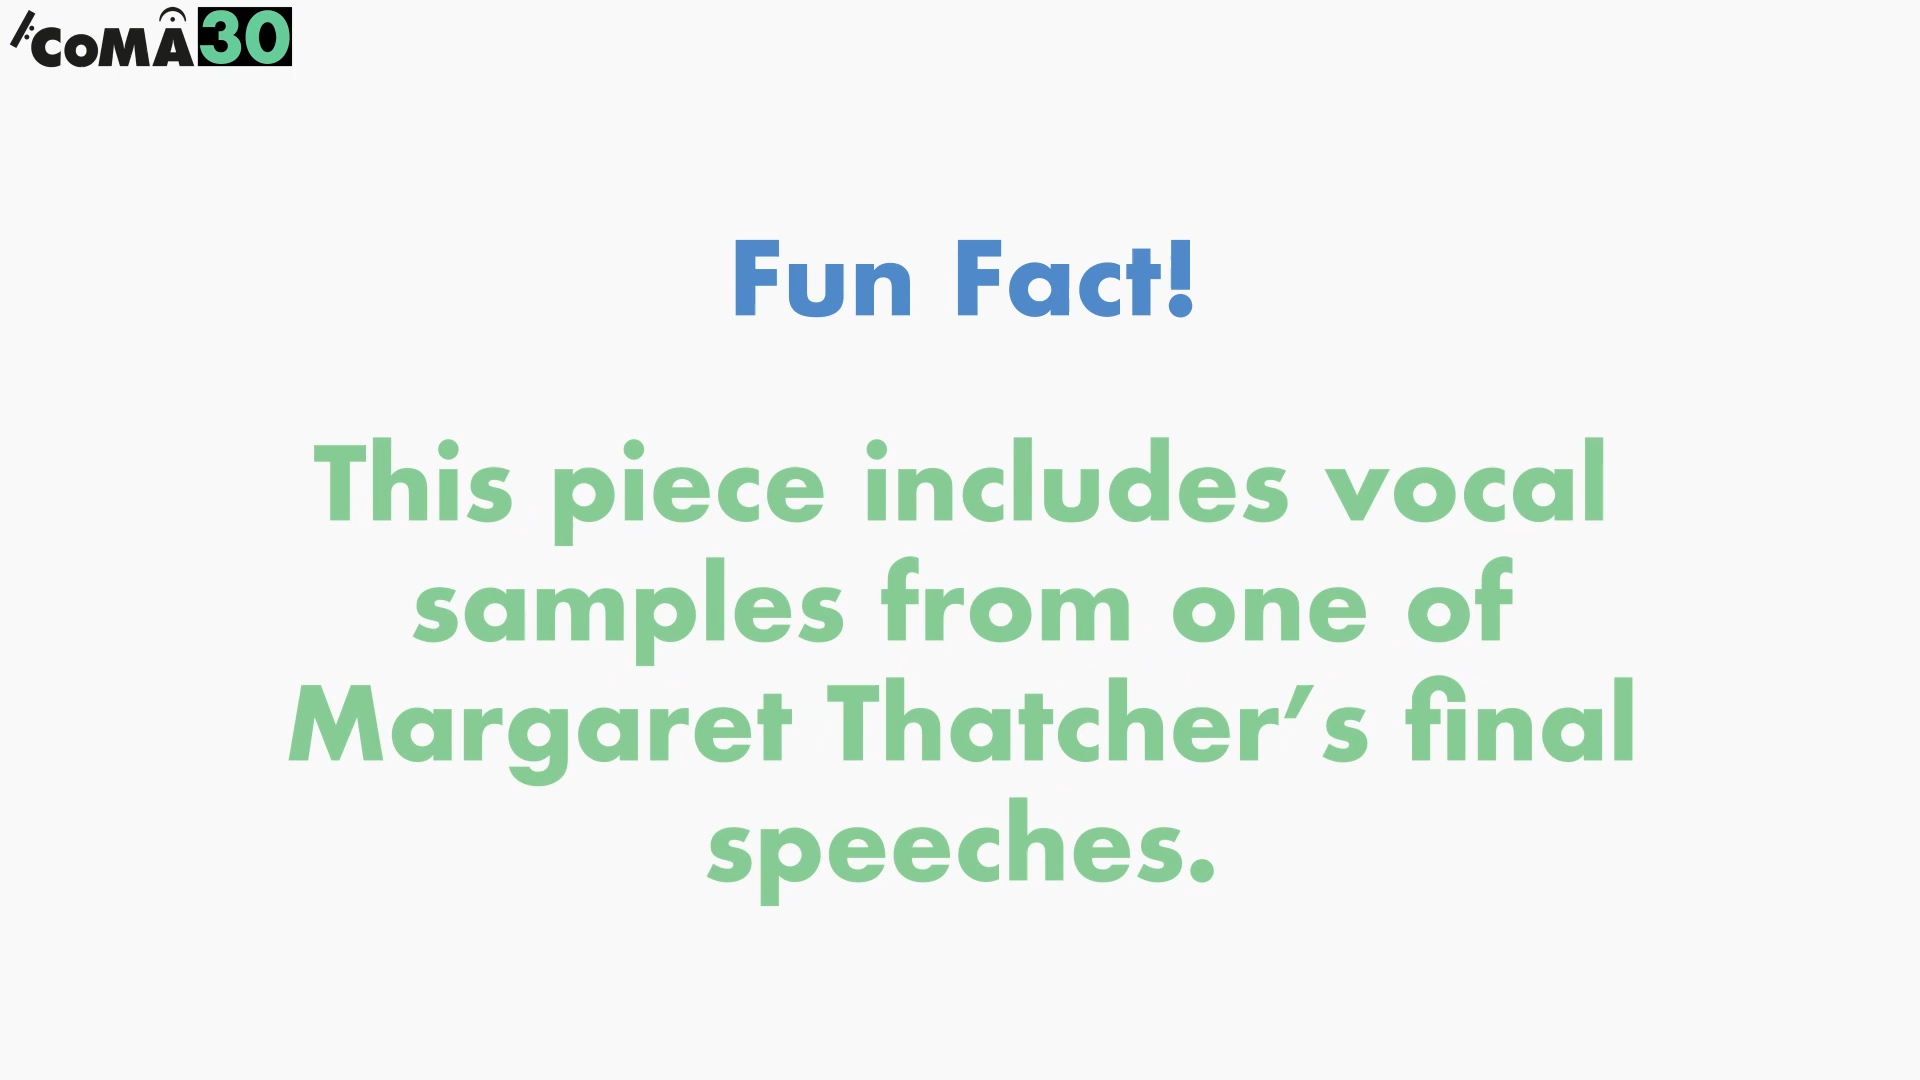 CoMA30
Fun Fact!
This piece includes vocal
samples from one of
Margaret Thatcher’s final
speeches.